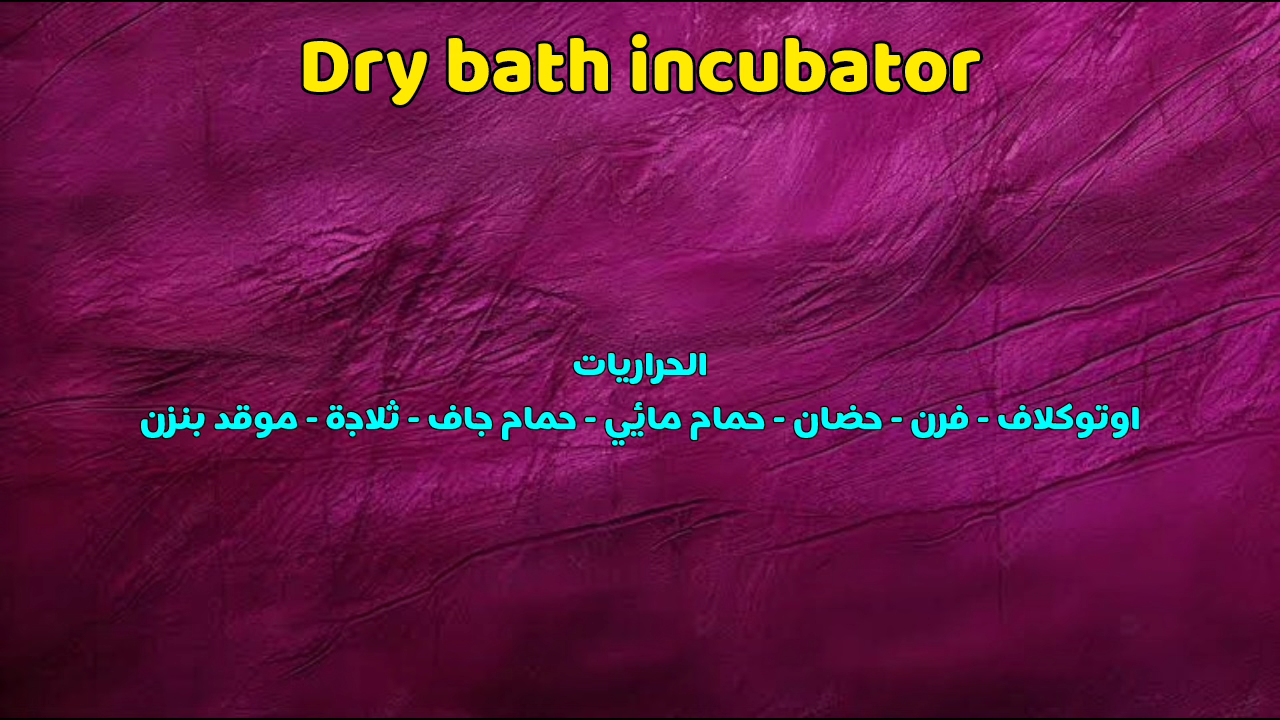 Dry bath incubator
الحراريات
اوتوكلاف - فرن - حضان - حمام مائي - حمام جاف - ثلاجة - موقد بنزن